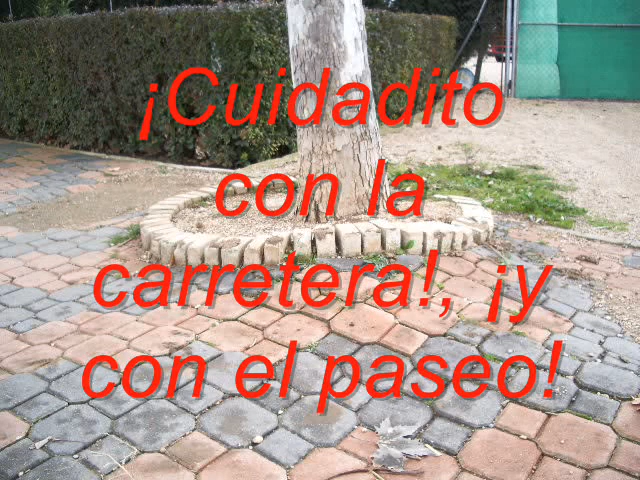 ¡Cuidadito
con la
carretera!, ¡y
con el paseo!